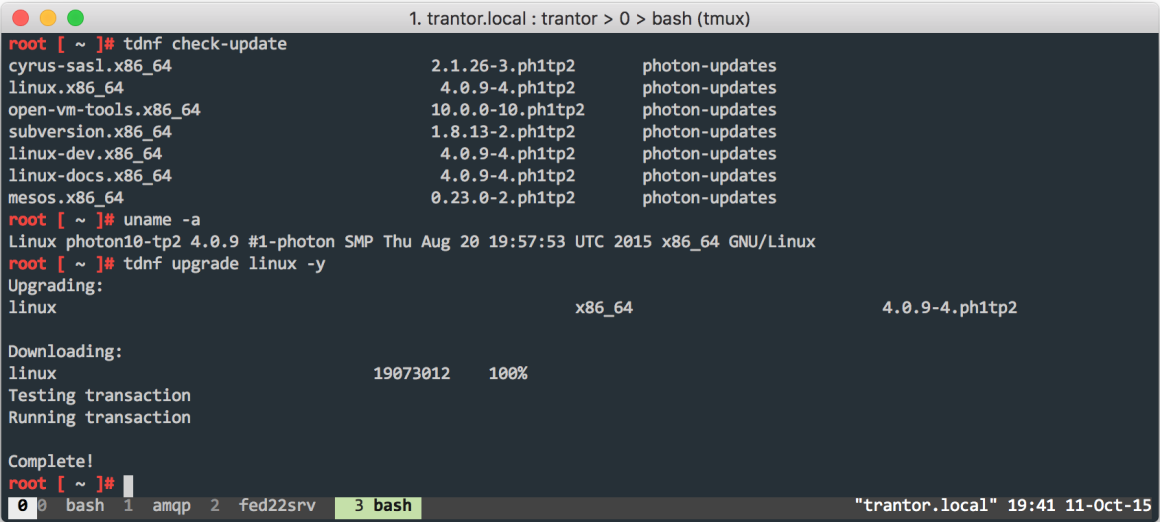 1. trantor.local : trantor > 0 > bash (tmux)
root [ ~ ]# tdnf check-update
cyrus-sasl.x86_64 2.1.26-3.ph1tp2 photon-updates
linux.x86_64 4.0.9-4.ph1tp2 photon-updates
open-vm-tools.x86_64 10.0.0-10.ph1tp2 photon-updates
subversion.x86_64 1.8.13-2.ph1tp2 photon-updates
linux-dev.x86_64 4.0.9-4.ph1tp2 photon-updates
linux-docs.x86_64 4.0.9-4.ph1tp2 photon-updates
mesos.x86_64 0.23.0-2.ph1tp2 photon-updates
root [ ~ ]# uname -a
Linux photon10-tp2 4.0.9 #1-photon SMP Thu Aug 20 19:57:53 UTC 2015 x86_64 GNU/Linux
root [ ~ ]# tdnf upgrade linux -y
Upgrading:
linux x86_64 4.0.9-4.ph1tp2
Downloading:
linux 19073012 100%
Testing transaction
Running transaction
Complete!
root [ ~ ]#
0 0 bash 1 amqp 2 fed22srv 3 bash "trantor.local" 19:41 11-Oct-15